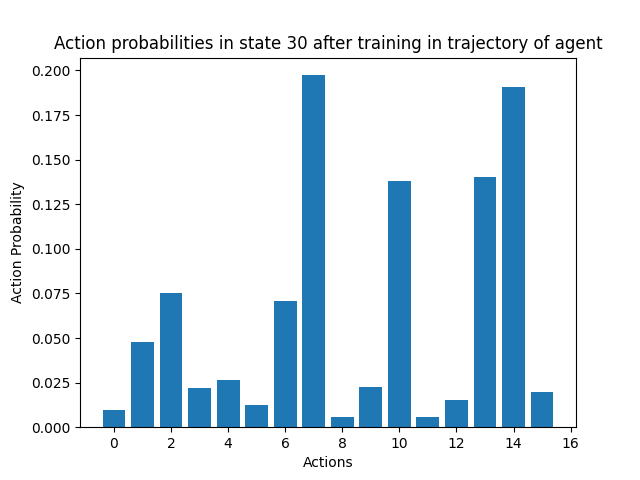 Action probabilities in state 30 after training in trajectory of agent
0.200
0.175
0.150
0.125
0.100
0.075
0.050
0.025
0.000
Action Probability
0 2 4 6 8 10 12 14 16
Actions